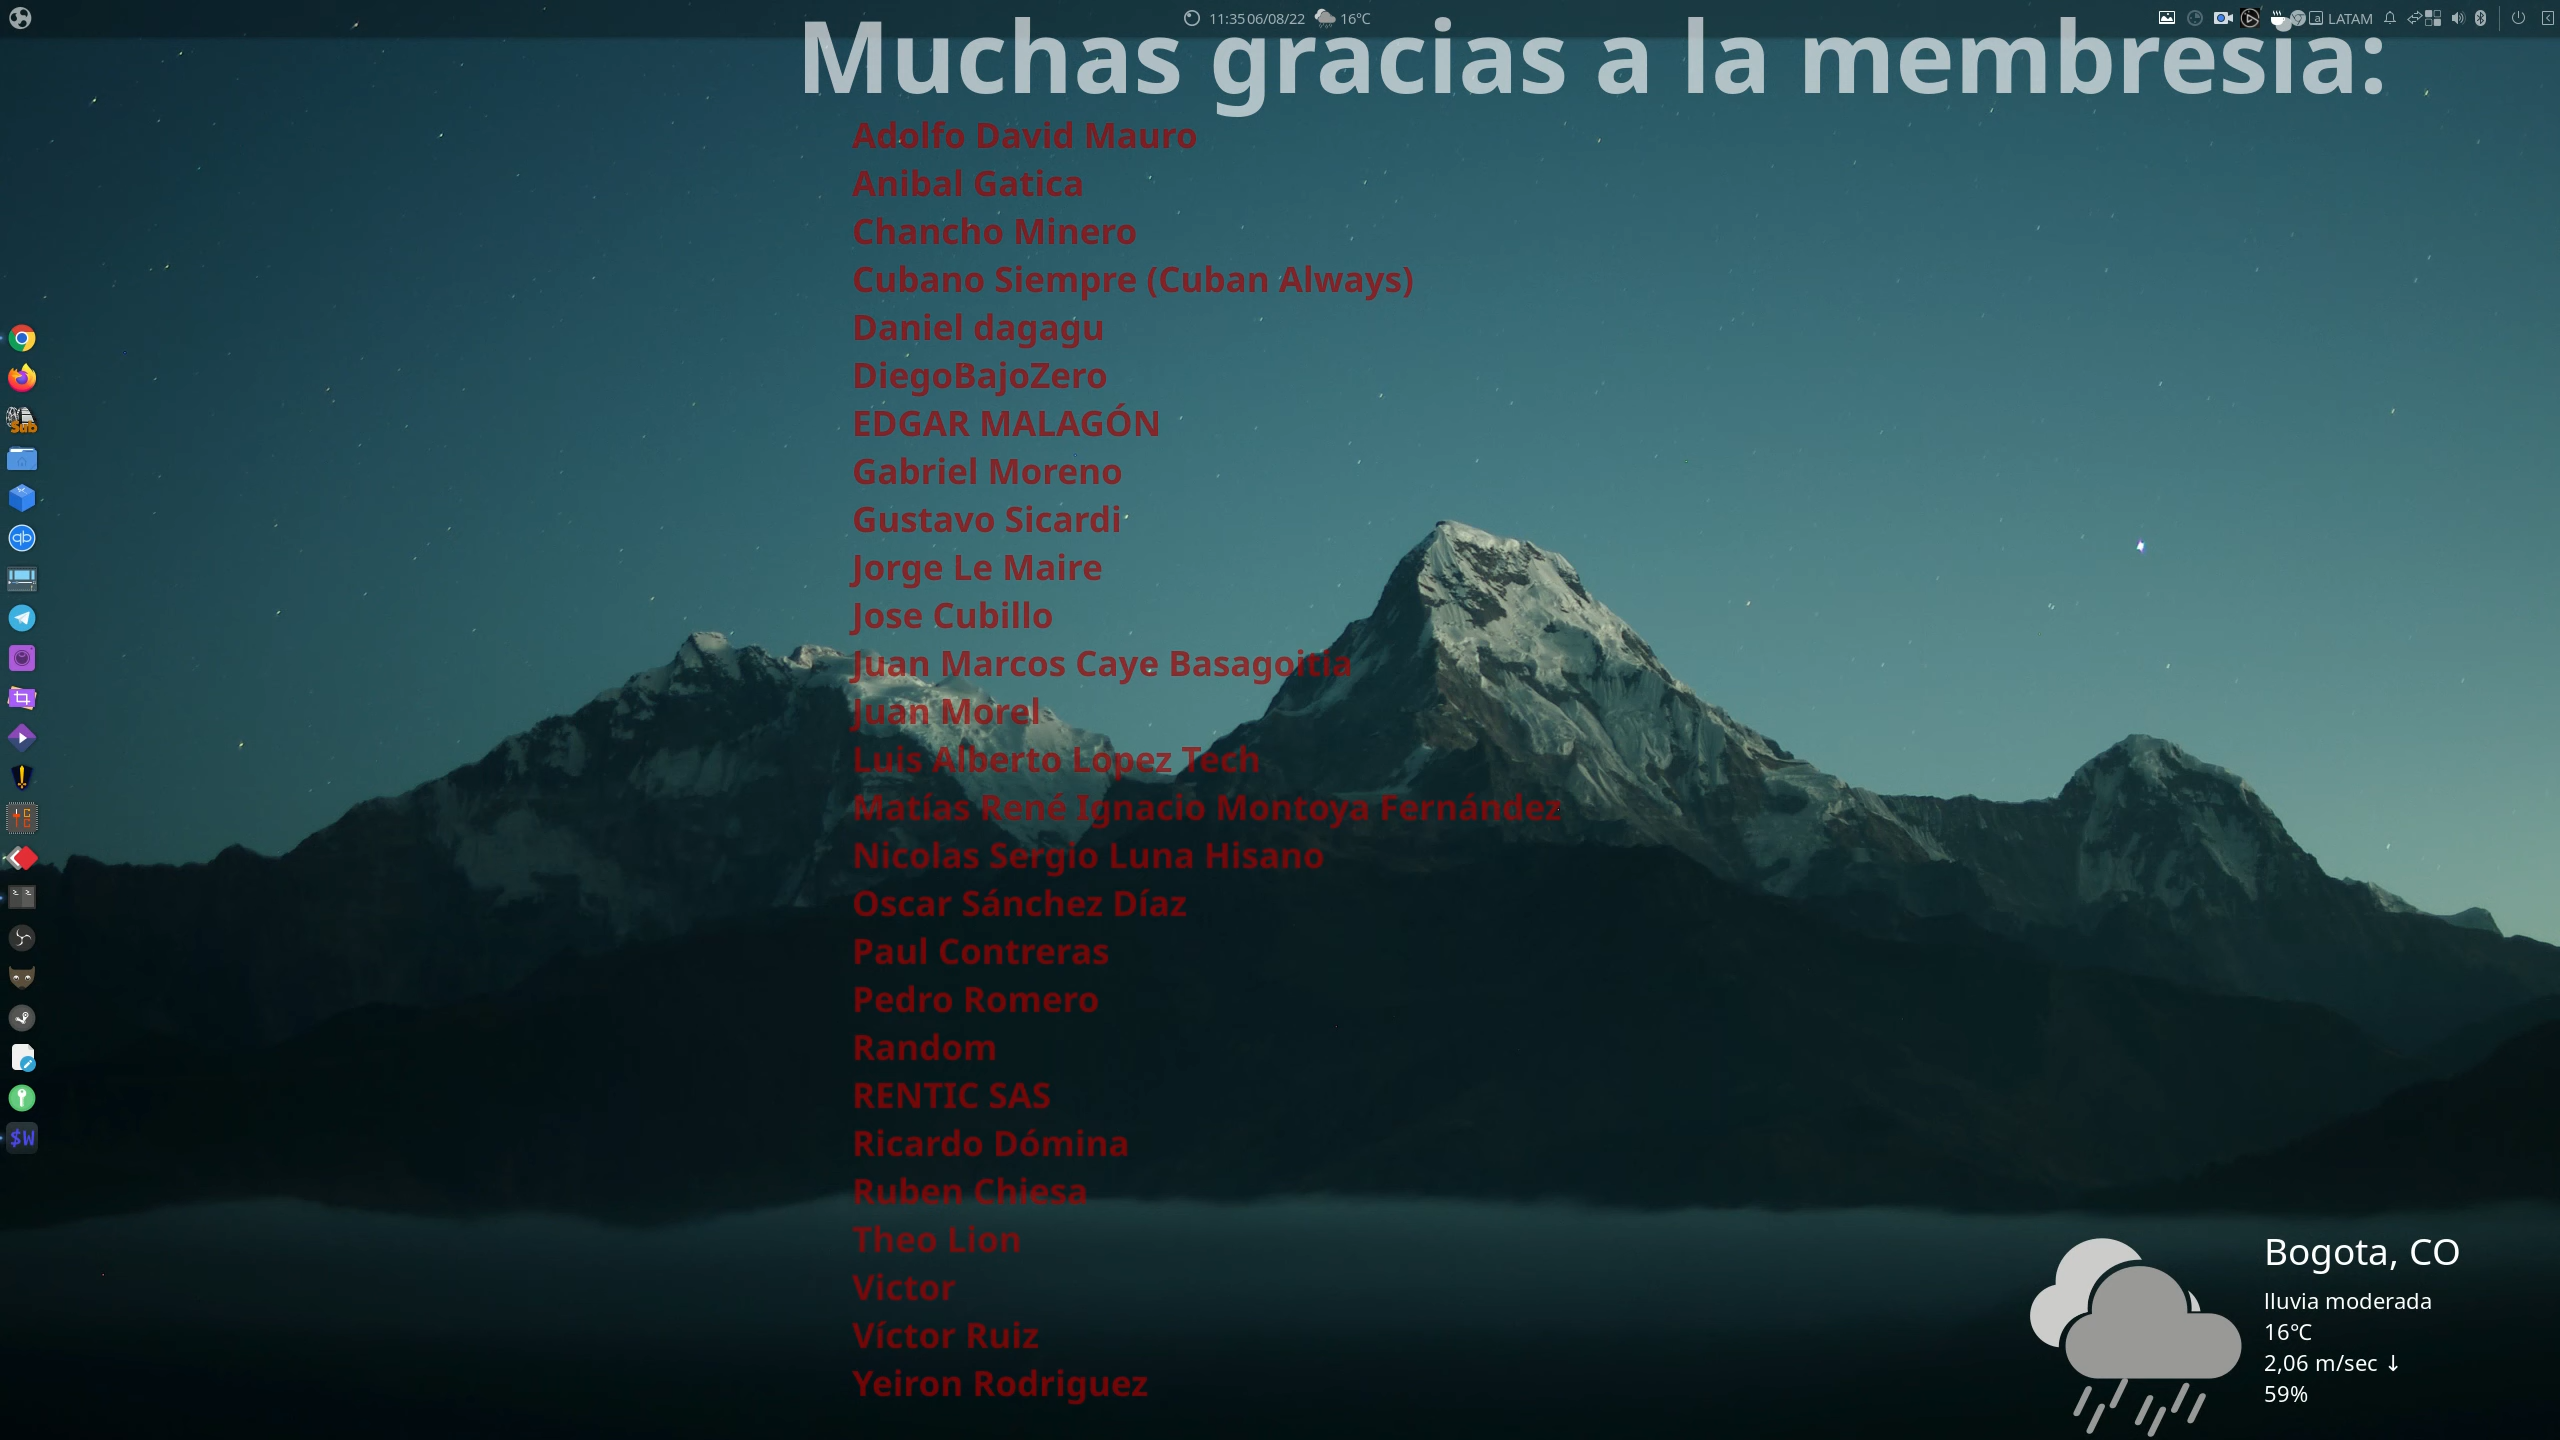 11:35 06/08/22 16°C
LATAM
Muchas gracias a la membresia:
Adolfo David Mauro
Anibal Gatica
Chancho Minero
Cubano Siempre (Cuban Always)
Daniel dagagu
DiegoBajoZero
EDGAR MALAGÓN
Gabriel Moreno
Gustavo Sicardi
Jorge Le Maire
Jose Cubillo
Juan Marcos Caye Basagoitia
Juan Morel
Luis Alberto Lopez Tech
Matías René Ignacio Montoya Fernández
Nicolas Sergio Luna Hisano
Oscar Sánchez Díaz
Paul Contreras
Pedro Romero
Random
RENTIC SAS
Ricardo Dómina
Ruben Chiesa
Theo Lion
Victor
Víctor Ruiz
Yeiron Rodriguez
Sub
qb
$W
Bogota, CO
lluvia moderada
16°C
2,06 m/sec ↓
59%